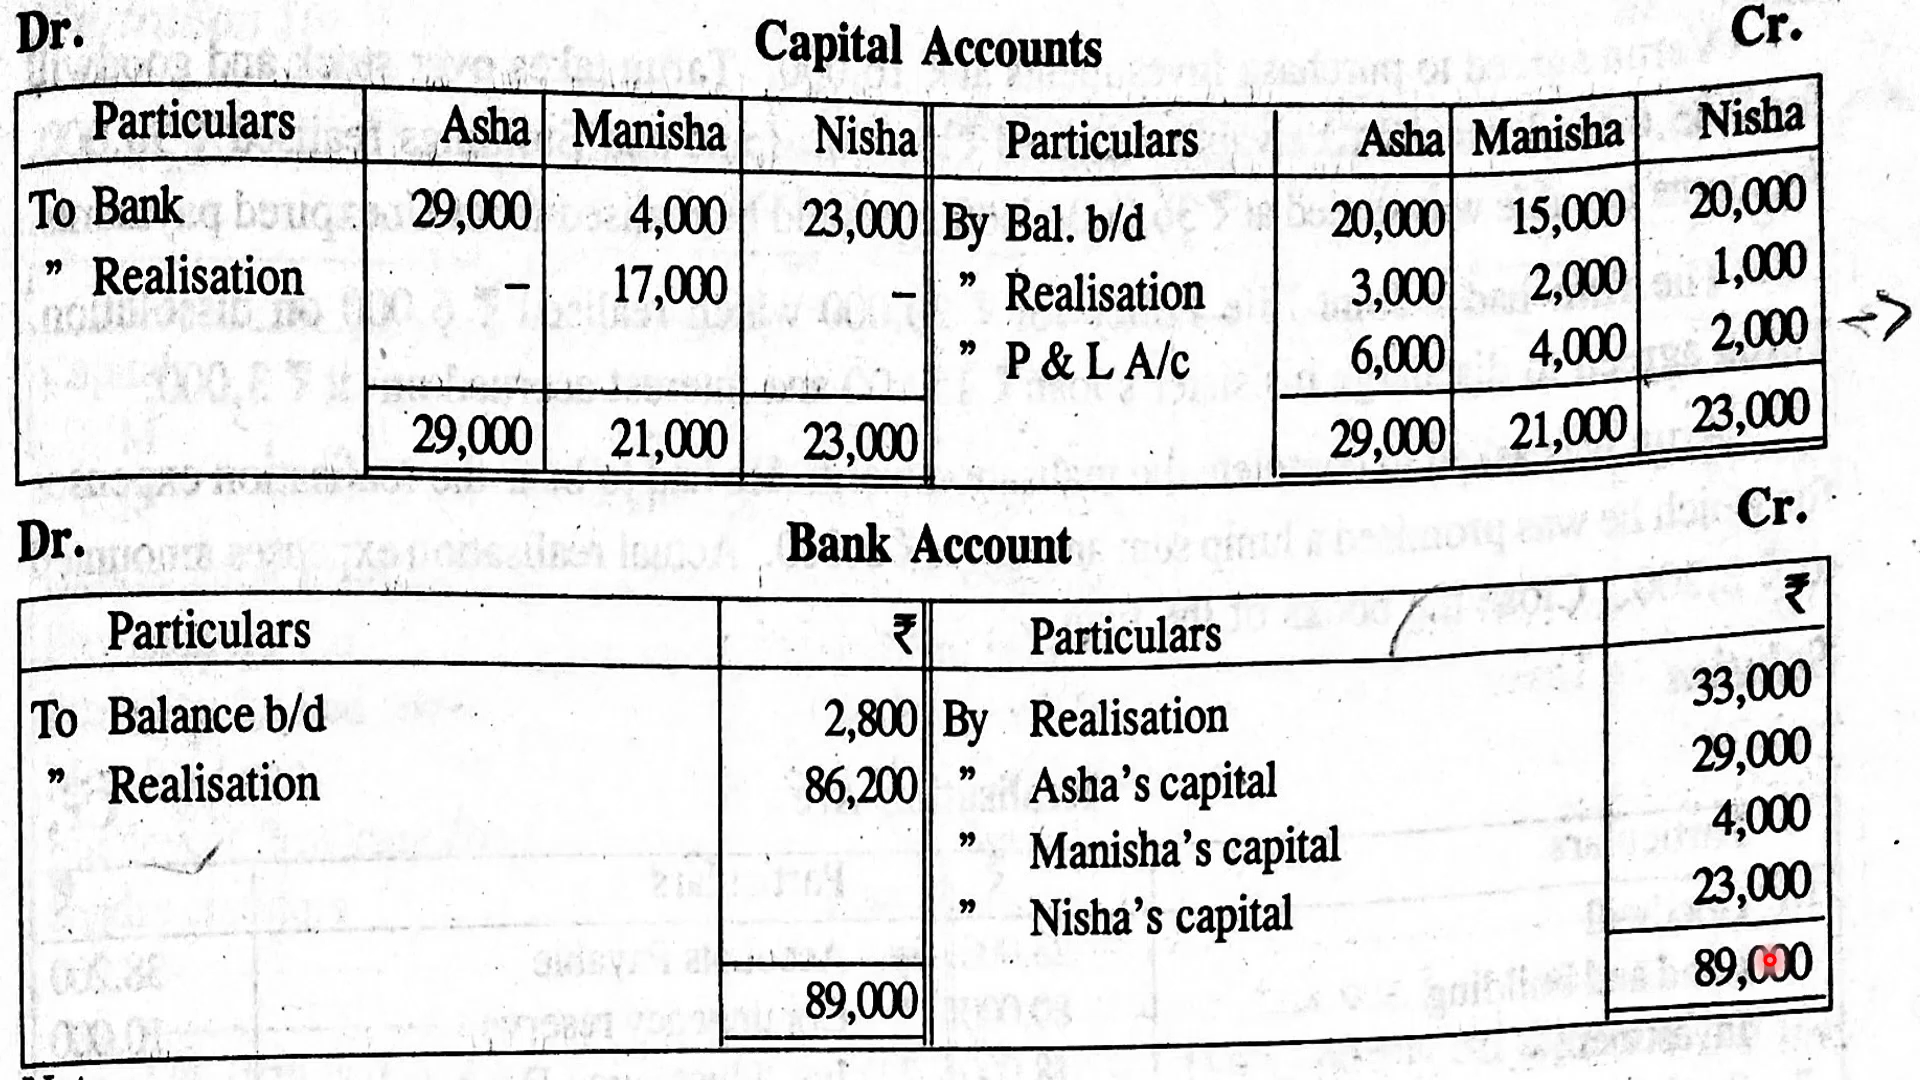 Dr. Capital Accounts Cr.
Particulars Asha Manisha Nisha Particulars Asha Manisha Nisha
To Bank 29,000 4,000 23,000 By Bal. b/d 20,000 15,000 20,000
” Realisation – 17,000 – ” Realisation 3,000 2,000 1,000
” P & L A/c 6,000 4,000 2,000
29,000 21,000 23,000 29,000 21,000 23,000
Dr. Bank Account Cr.
Particulars ₹ Particulars ₹
To Balance b/d 2,800 By Realisation 33,000
” Realisation 86,200 ” Asha’s capital 29,000
” Manisha’s capital 4,000
” Nisha’s capital 23,000
89,000 89,000